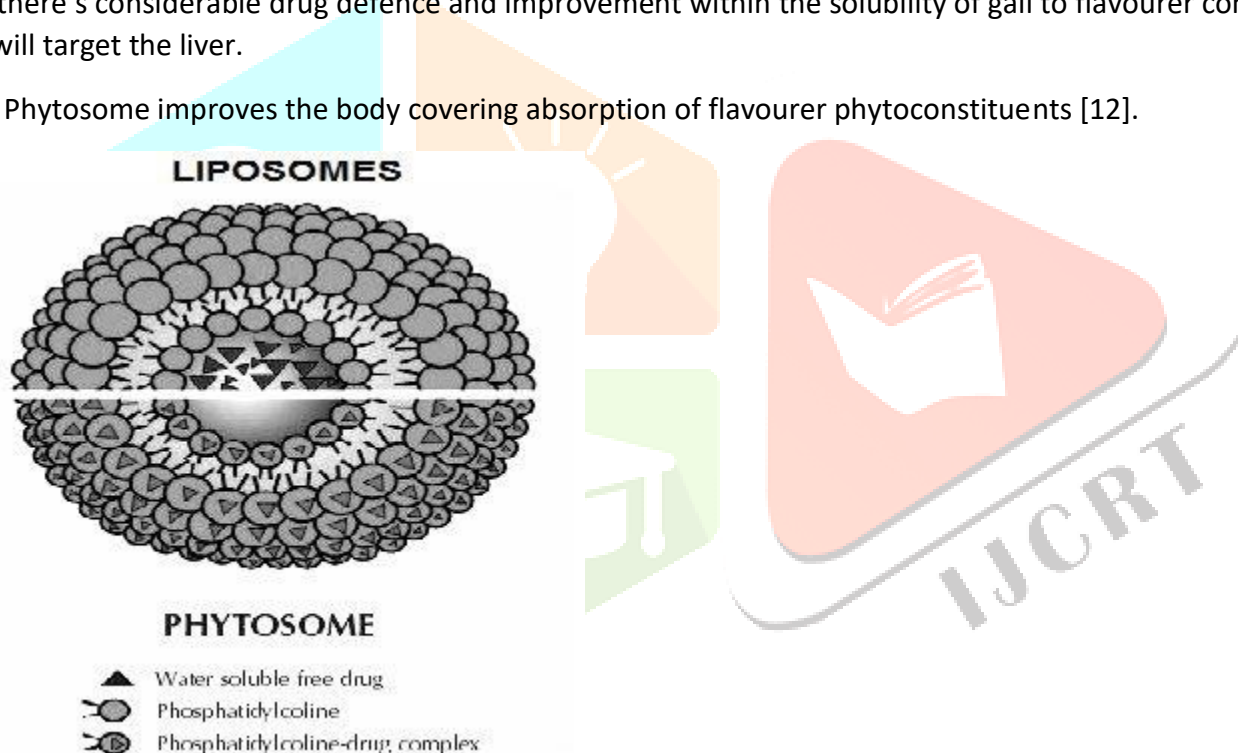 there's considerable drug defence and improvement within the solubility of gall to flavourer
will target the liver.
Phytosome improves the body covering absorption of flavourer phytoconstituents [12].
LIPOSOMES
PHYTOSOME
Water soluble free drug
Phosphatidylcoline
Phosphatidylcoline-drug complex
IJCRT